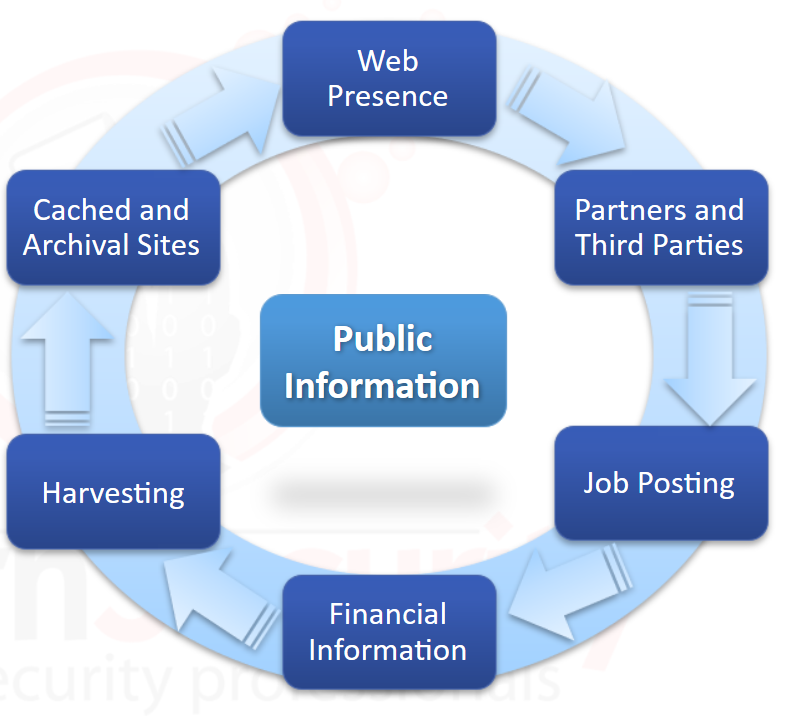 Web
Presence
Cached and
Archival Sites
Partners and
Third Parties
Public
Information
Harvesting
Job Posting
Financial
Information